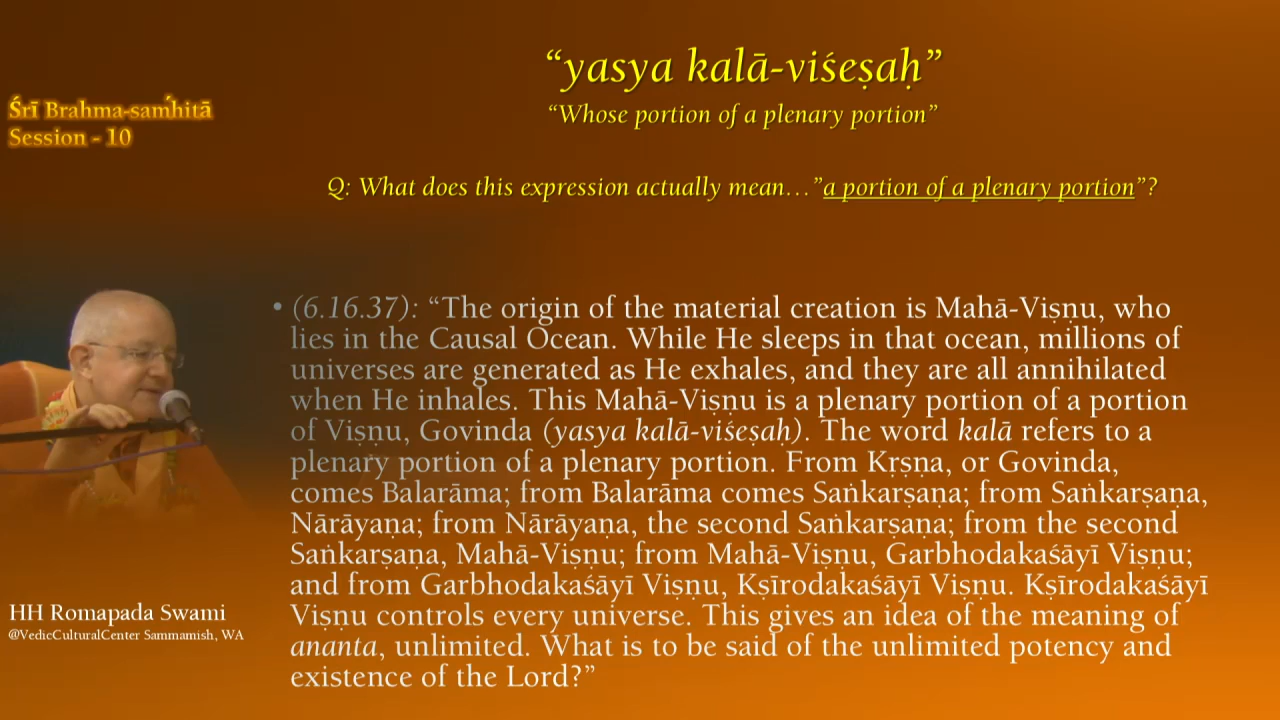 “yasya kalā-viśeṣaḥ”
“Whose portion of a plenary portion”
Śrī Brahma-saḿhitā
Session - 10
Q: What does this expression actually mean…”a portion of a plenary portion”?
• (6.16.37): “The origin of the material creation is Mahā-Viṣṇu, who
lies in the Causal Ocean. While He sleeps in that ocean, millions of
universes are generated as He exhales, and they are all annihilated
when He inhales. This Mahā-Viṣṇu is a plenary portion of a portion
of Viṣṇu, Govinda (yasya kalā-viśeṣaḥ). The word kalā refers to a
plenary portion of a plenary portion. From Kṛṣṇa, or Govinda,
comes Balarāma; from Balarāma comes Saṅkarṣaṇa; from Saṅkarṣaṇa,
Nārāyaṇa; from Nārāyaṇa, the second Saṅkarṣaṇa; from the second
Saṅkarṣaṇa, Mahā-Viṣṇu; from Mahā-Viṣṇu, Garbhodakaśāyī Viṣṇu;
and from Garbhodakaśāyī Viṣṇu, Kṣīrodakaśāyī Viṣṇu. Kṣīrodakaśāyī
Viṣṇu controls every universe. This gives an idea of the meaning of
ananta, unlimited. What is to be said of the unlimited potency and
existence of the Lord?”
HH Romapada Swami
@VedicCulturalCenter Sammamish, WA